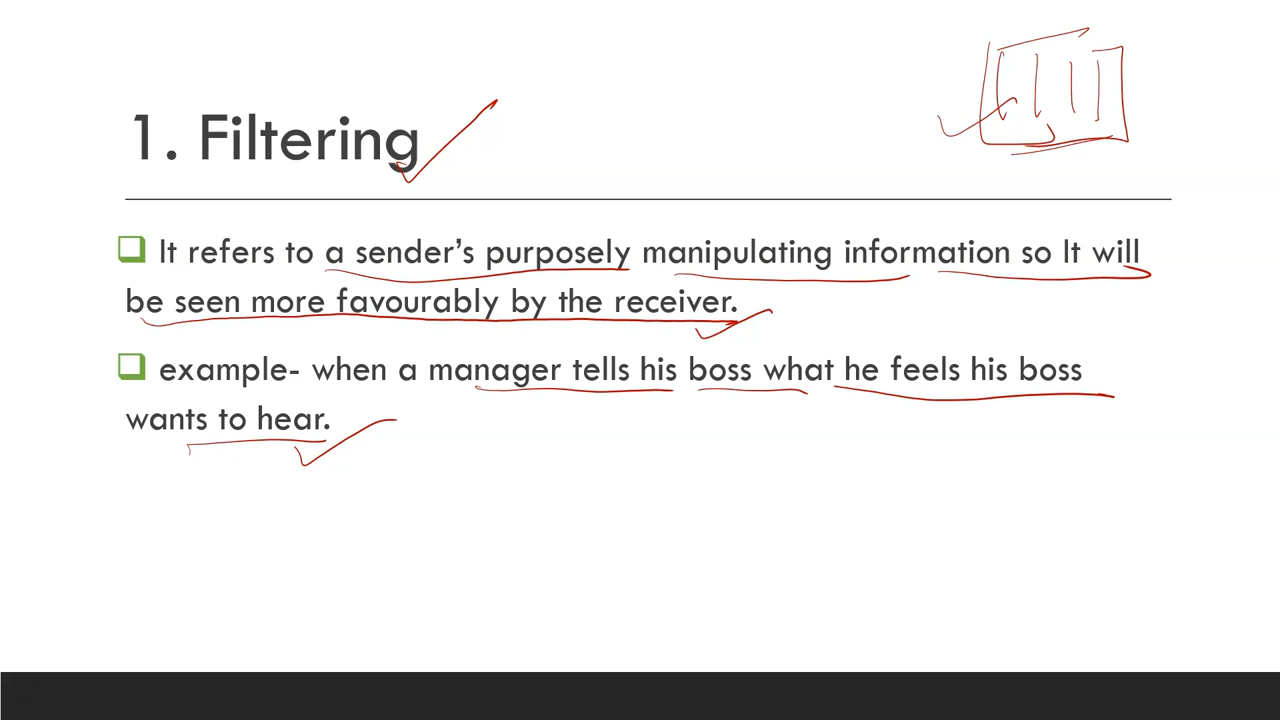 1. Filtering
It refers to a sender's purposely manipulating information so It will
be seen more favourably by the receiver.
example- when a manager tells his boss what he feels his boss
wants to hear.